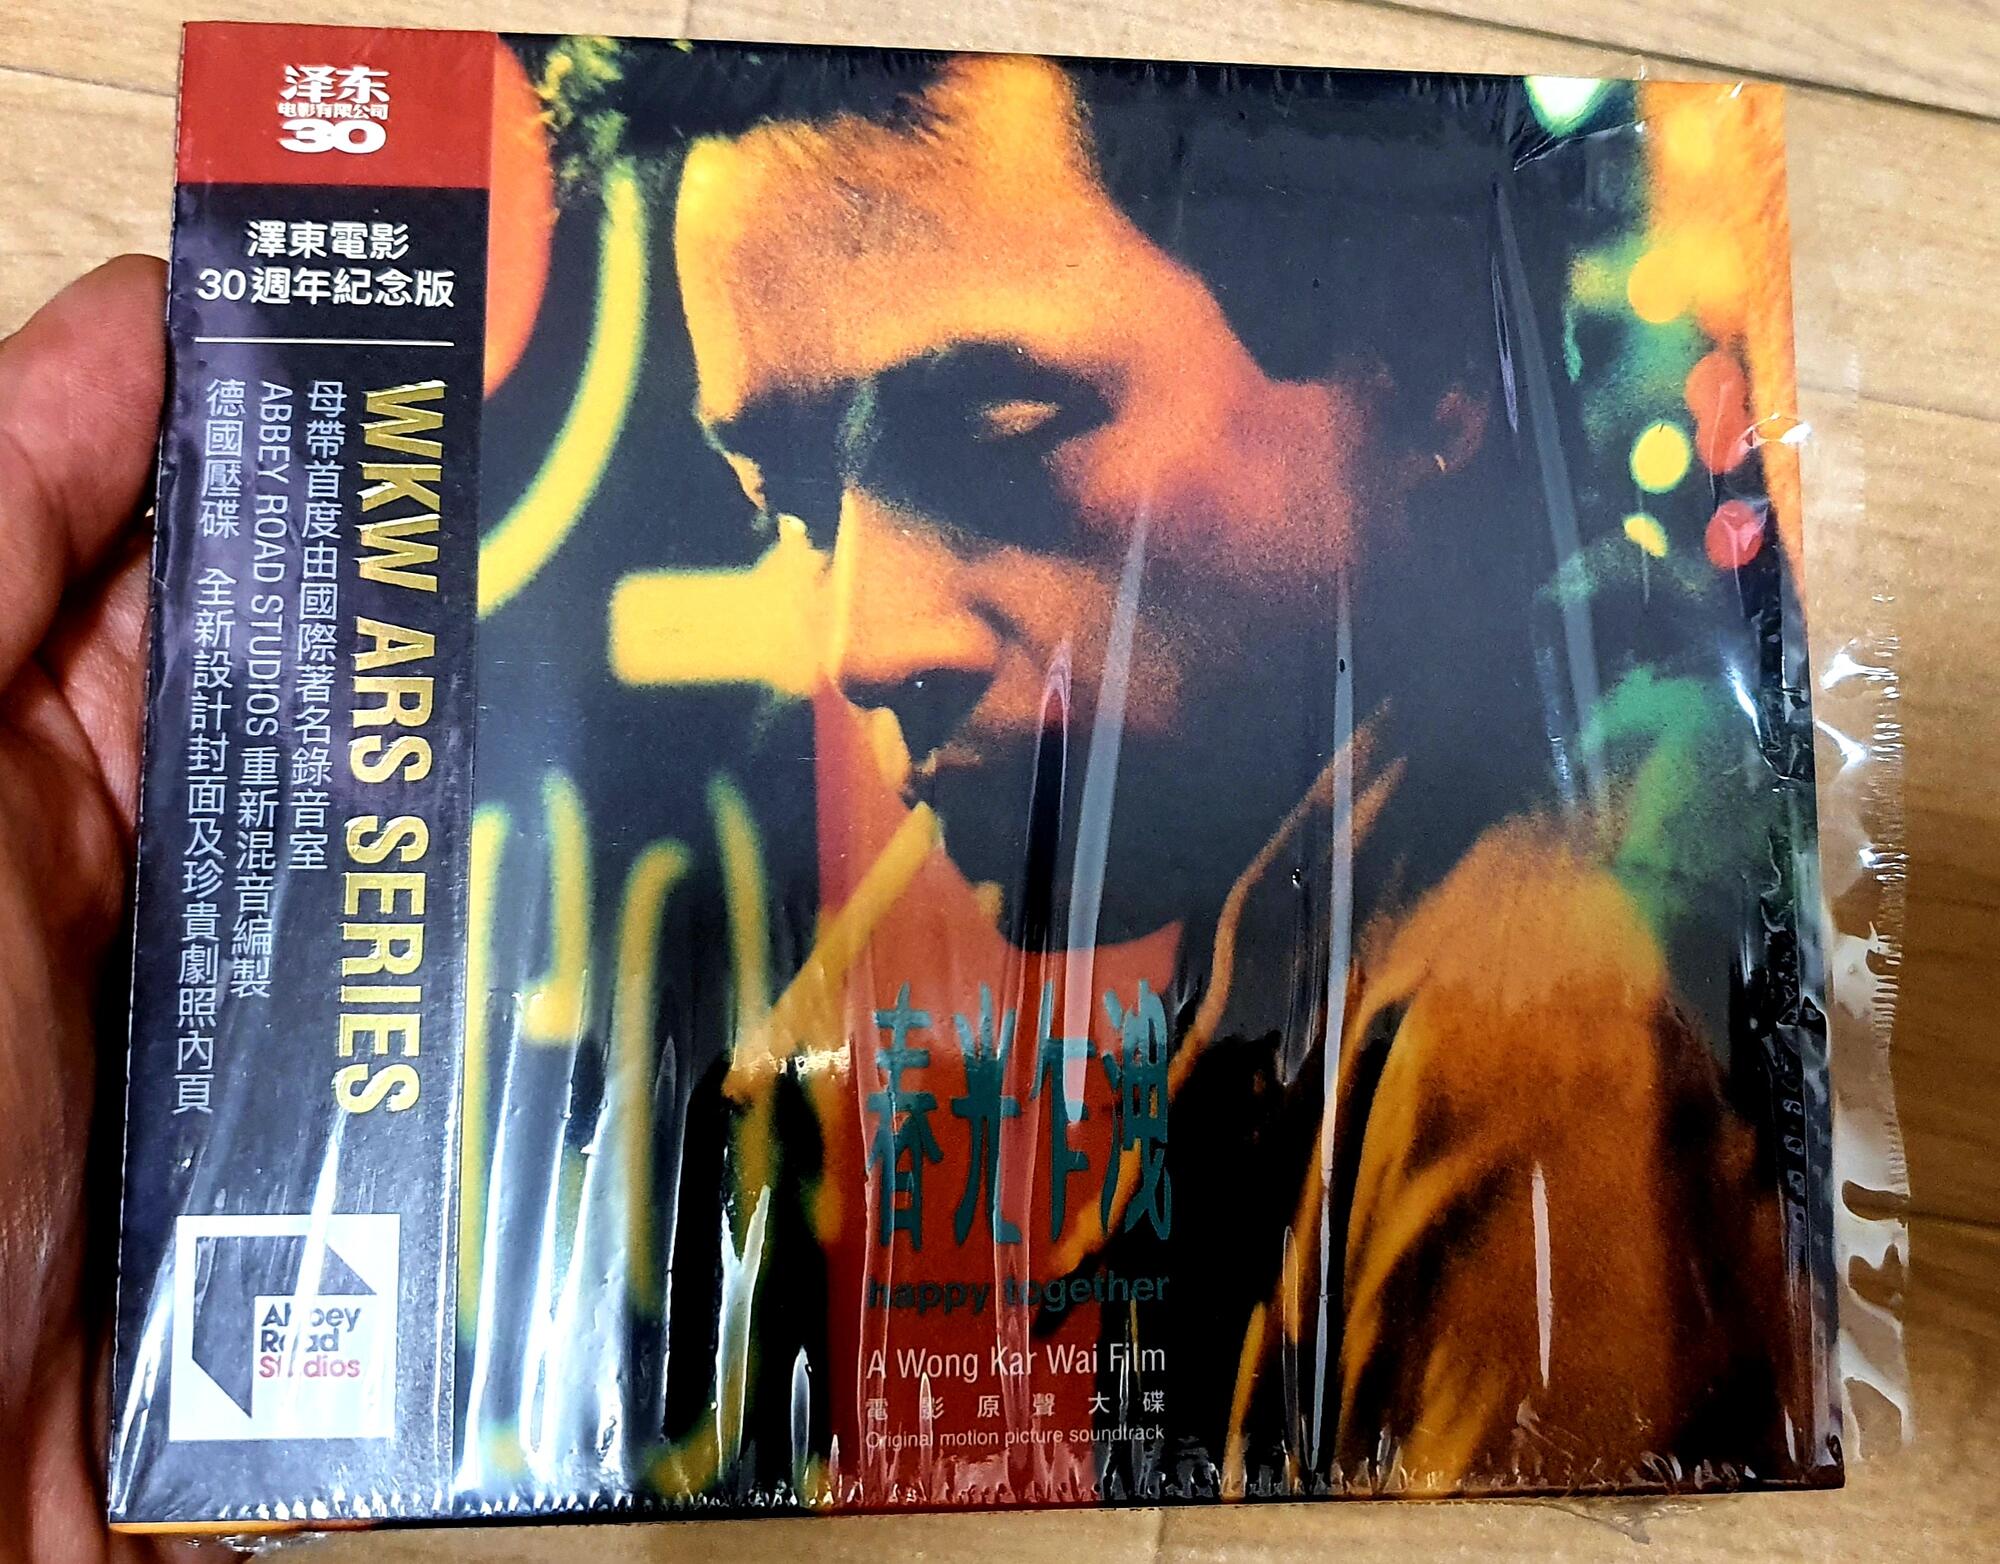 泽东
电影有限公司
30
澤東電影
30週年紀念版
WKW ARS SERIES
母帶首度由國際著名錄音室
ABBEY ROAD STUDIOS 重新混音編製
德國壓碟 全新設計封面及珍貴劇照內頁
Abbey
Road
Studios
春光乍洩
happy together
A Wong Kar Wai Film
電影原聲大碟
Original motion picture soundtrack